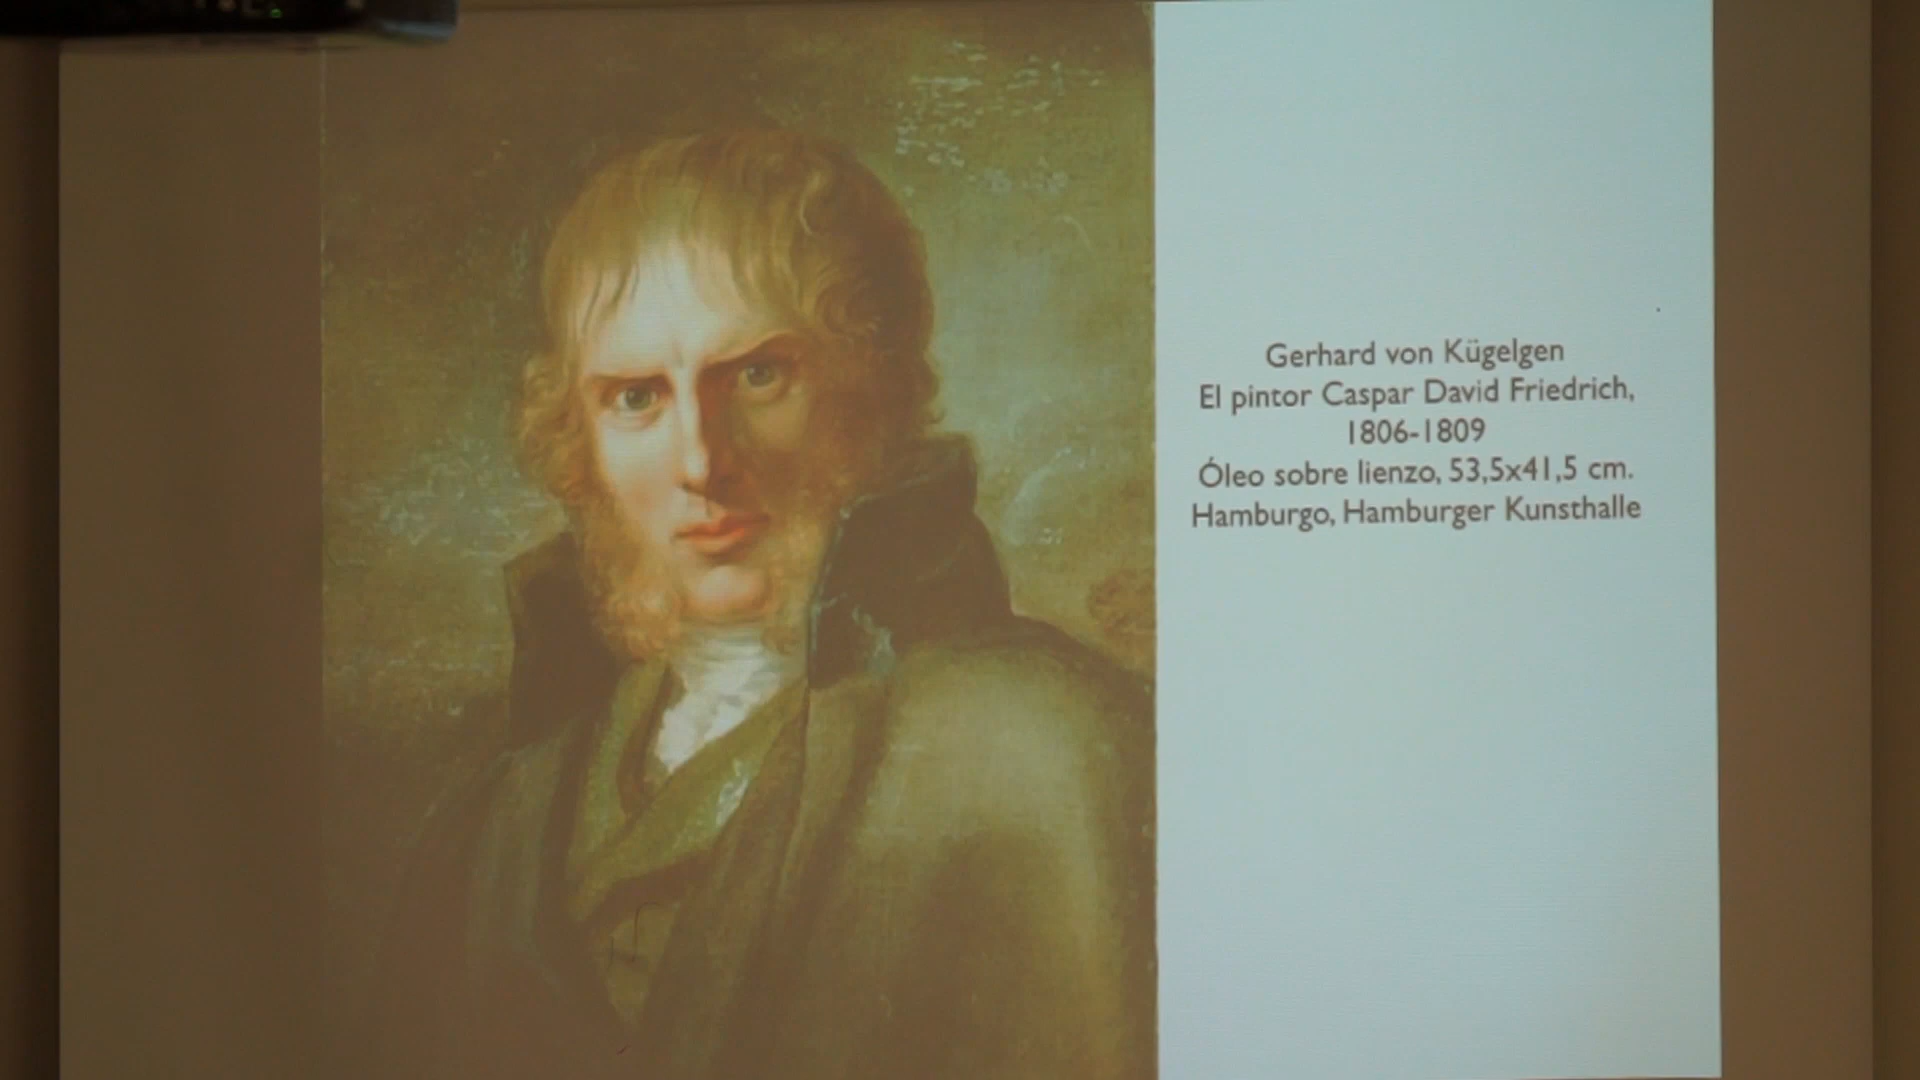 Gerhard von Kügelgen
El pintor Caspar David Friedrich,
1806-1809
Óleo sobre lienzo, 53,5x41,5 cm.
Hamburgo, Hamburger Kunsthalle